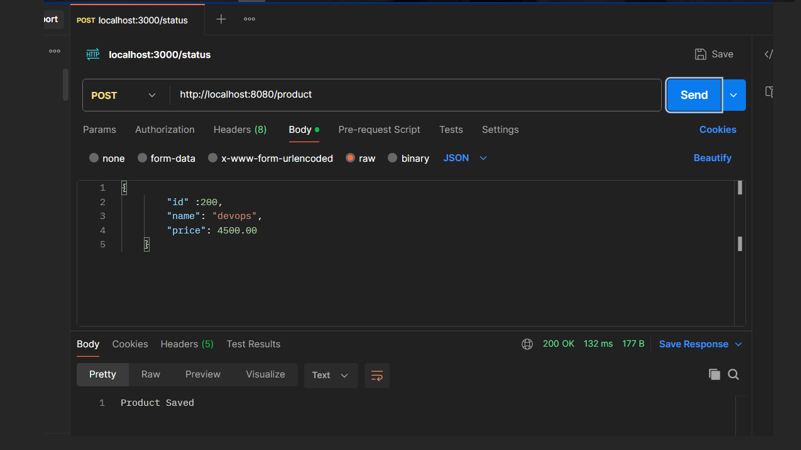 ort
POST localhost:3000/status
HTTP localhost:3000/status
Save
POST
http://localhost:8080/product
Send
Params Authorization Headers (8) Body Pre-request Script Tests Settings Cookies
none form-data x-www-form-urlencoded raw binary JSON Beautify
1 {
2 "id" :200,
3 "name": "devops",
4 "price": 4500.00
5 }
Body Cookies Headers (5) Test Results 200 OK 132 ms 177 B Save Response
Pretty Raw Preview Visualize Text
1 Product Saved